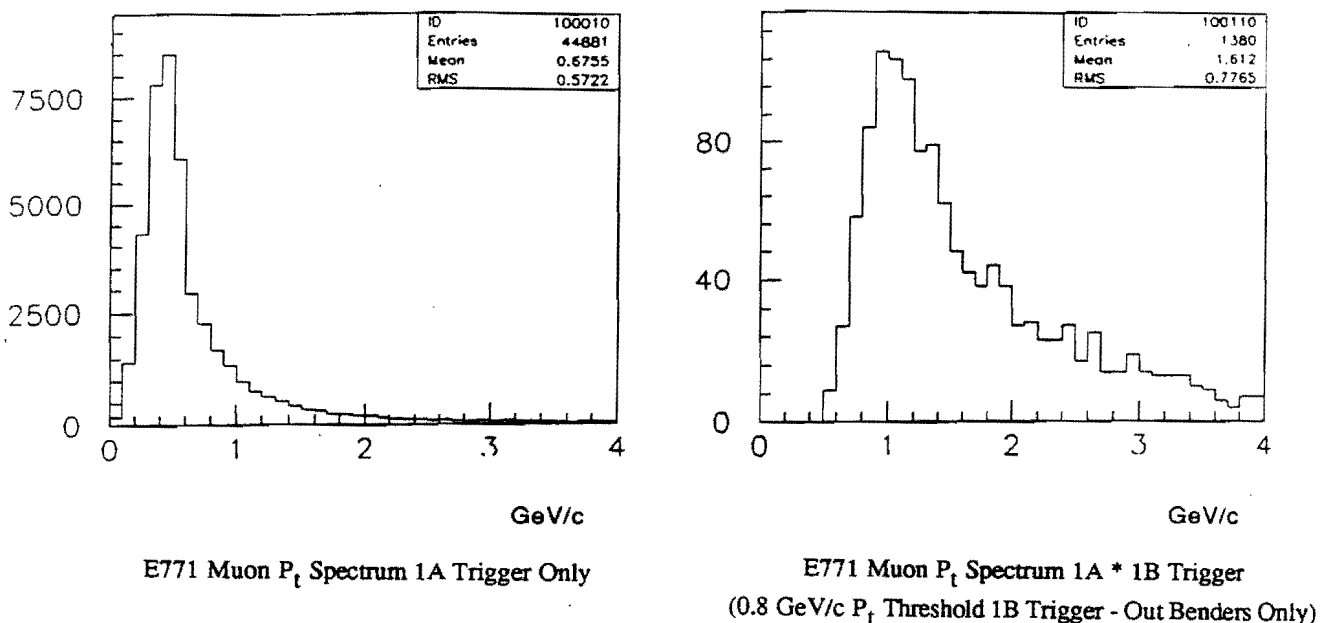 ID 100010
Entries 44881
Mean 0.6755
RMS 0.5722
7500
5000
2500
0
0 1 2 3 4
GeV/c
E771 Muon Pt Spectrum 1A Trigger Only
ID 100110
Entries 1380
Mean 1.612
RMS 0.7765
80
40
0
0 1 2 3 4
GeV/c
E771 Muon Pt Spectrum 1A * 1B Trigger
(0.8 GeV/c Pt Threshold 1B Trigger - Out Benders Only)